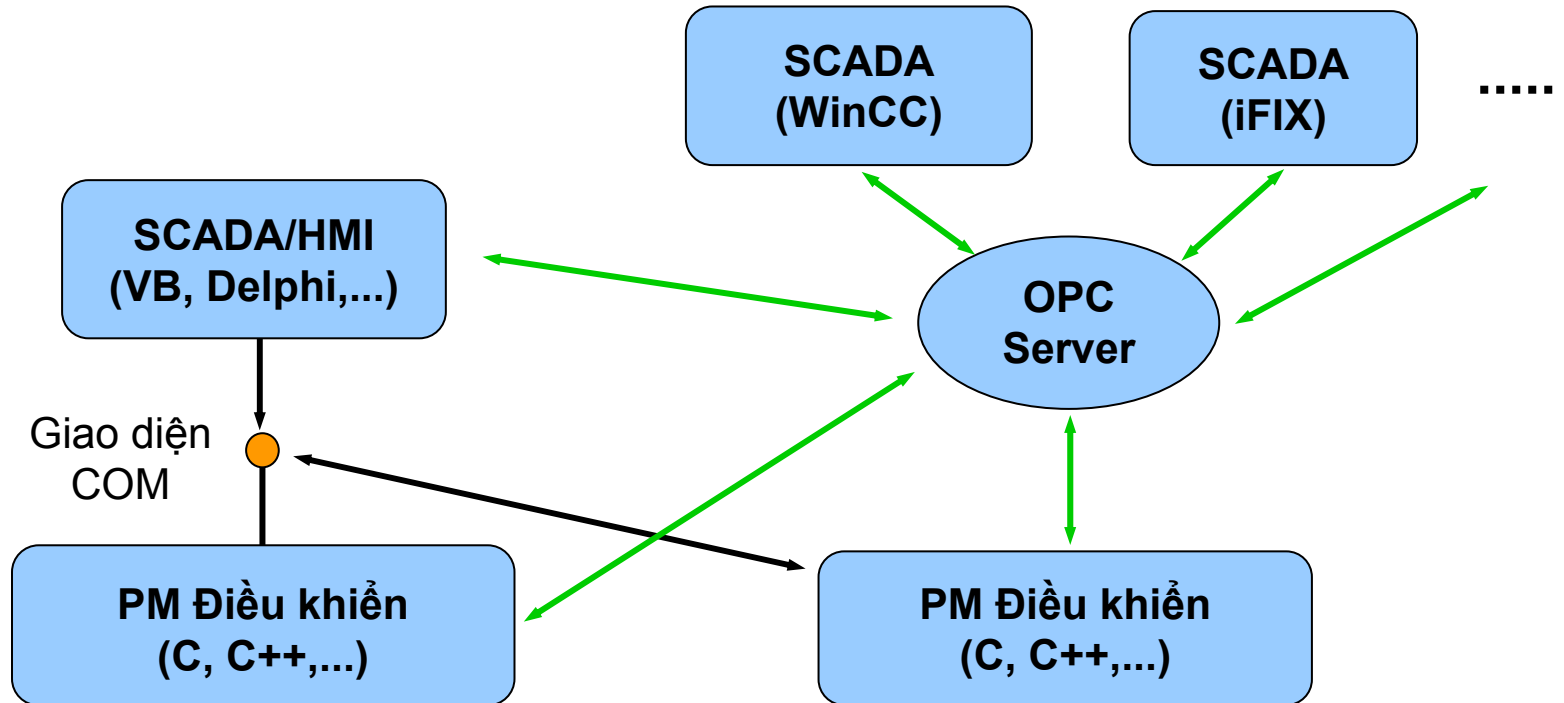 SCADA
(WinCC)
SCADA
(iFIX)
.....
SCADA/HMI
(VB, Delphi,...)
OPC
Server
Giao diện
COM
PM Điều khiển
(C, C++,...)
PM Điều khiển
(C, C++,...)